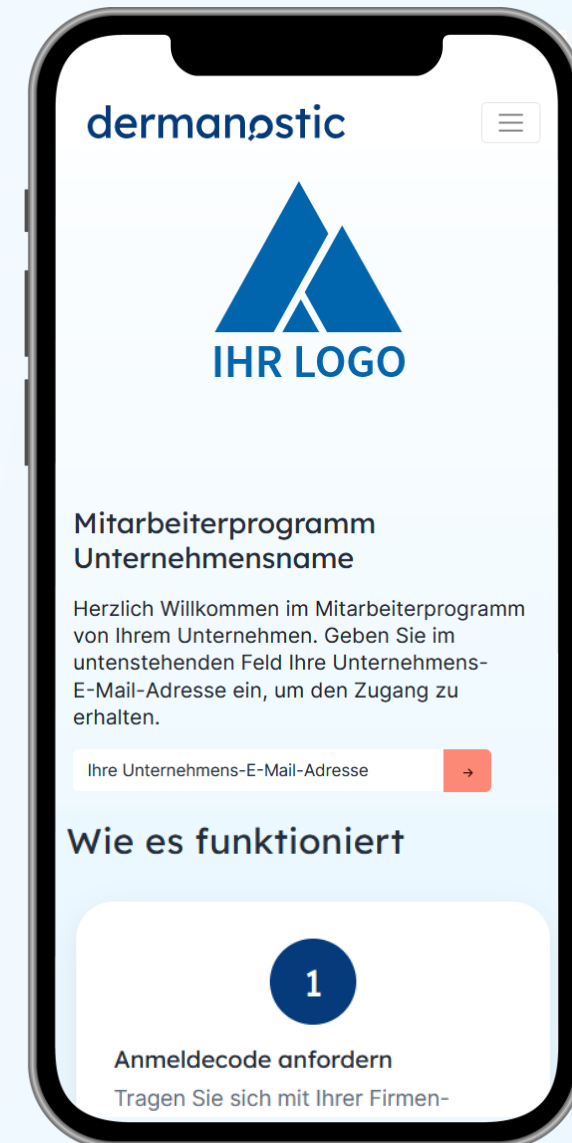 dermanostic
IHR LOGO
Mitarbeiterprogramm
Unternehmensname
Herzlich Willkommen im Mitarbeiterprogramm
von Ihrem Unternehmen. Geben Sie im
untenstehenden Feld Ihre Unternehmens-
E-Mail-Adresse ein, um den Zugang zu
erhalten.
Ihre Unternehmens-E-Mail-Adresse →
Wie es funktioniert
1
Anmeldecode anfordern
Tragen Sie sich mit Ihrer Firmen-